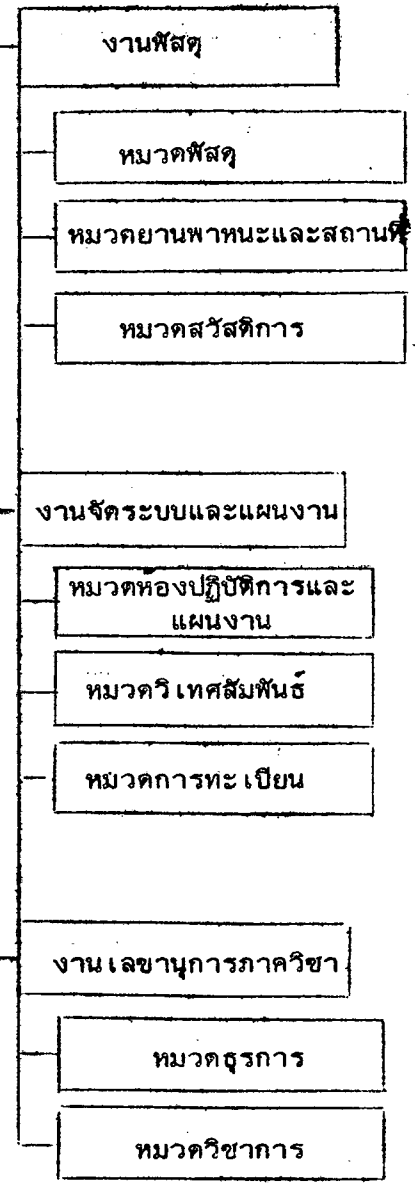 งานพัสดุ
หมวดพัสดุ
หมวดยานพาหนะและสถานที่
หมวดสวัสดิการ
งานจัดระบบและแผนงาน
หมวดห้องปฏิบัติการและ
แผนงาน
หมวดวิเทศสัมพันธ์
หมวดการทะเบียน
งานเลขานุการภาควิชา
หมวดธุรการ
หมวดวิชาการ